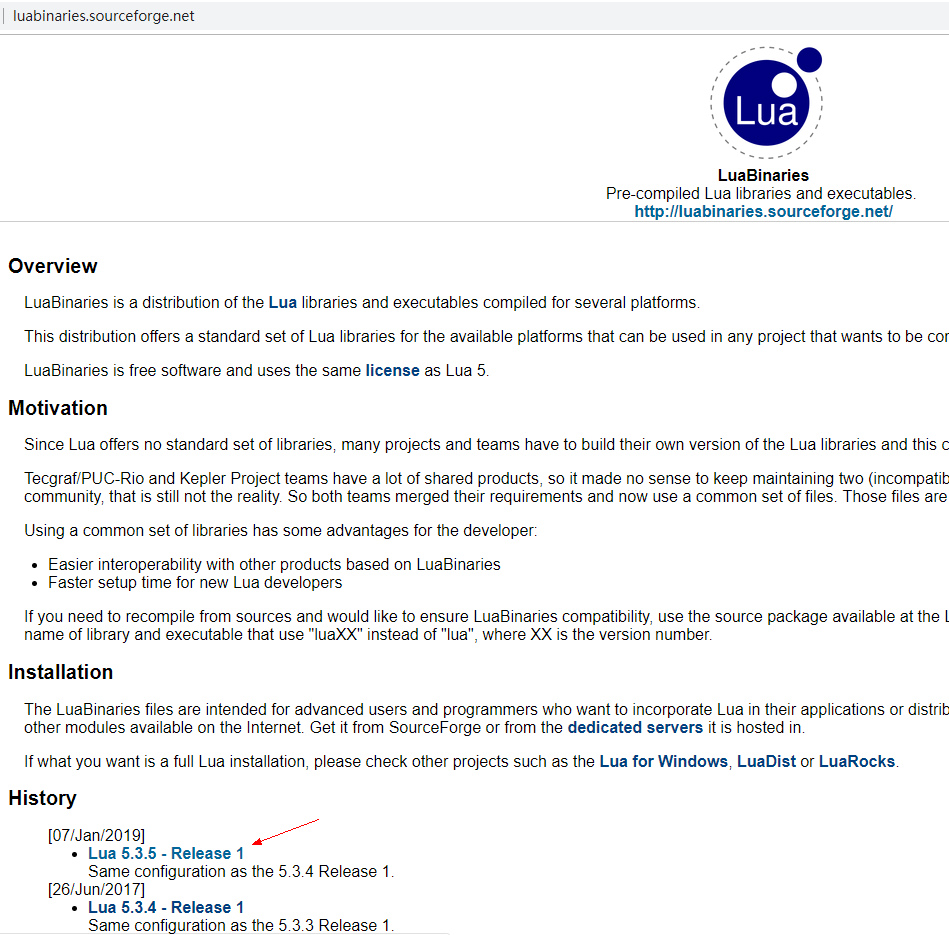 luabinaries.sourceforge.net
Lua
LuaBinaries
Pre-compiled Lua libraries and executables.
http://luabinaries.sourceforge.net/
Overview
LuaBinaries is a distribution of the Lua libraries and executables compiled for several platforms.
This distribution offers a standard set of Lua libraries for the available platforms that can be used in any project that wants to be
LuaBinaries is free software and uses the same license as Lua 5.
Motivation
Since Lua offers no standard set of libraries, many projects and teams have to build their own version of the Lua libraries and this
Tecgraf/PUC-Rio and Kepler Project teams have a lot of shared products, so it made no sense to keep maintaining two
community, that is still not the reality. So both teams merged their requirements and now use a common set of files. Those files are
Using a common set of libraries has some advantages for the developer:
• Easier interoperability with other products based on LuaBinaries
• Faster setup time for new Lua developers
If you need to recompile from sources and would like to ensure LuaBinaries compatibility, use the source package available at the
name of library and executable that use "luaXX" instead of "lua", where XX is the version number.
Installation
The LuaBinaries files are intended for advanced users and programmers who want to incorporate Lua in their applications or
other modules available on the Internet. Get it from SourceForge or from the dedicated servers it is hosted in.
If what you want is a full Lua installation, please check other projects such as the Lua for Windows, LuaDist or LuaRocks.
History
[07/Jan/2019]
• Lua 5.3.5 - Release 1
Same configuration as the 5.3.4 Release 1.
[26/Jun/2017]
• Lua 5.3.4 - Release 1
Same configuration as the 5.3.3 Release 1.